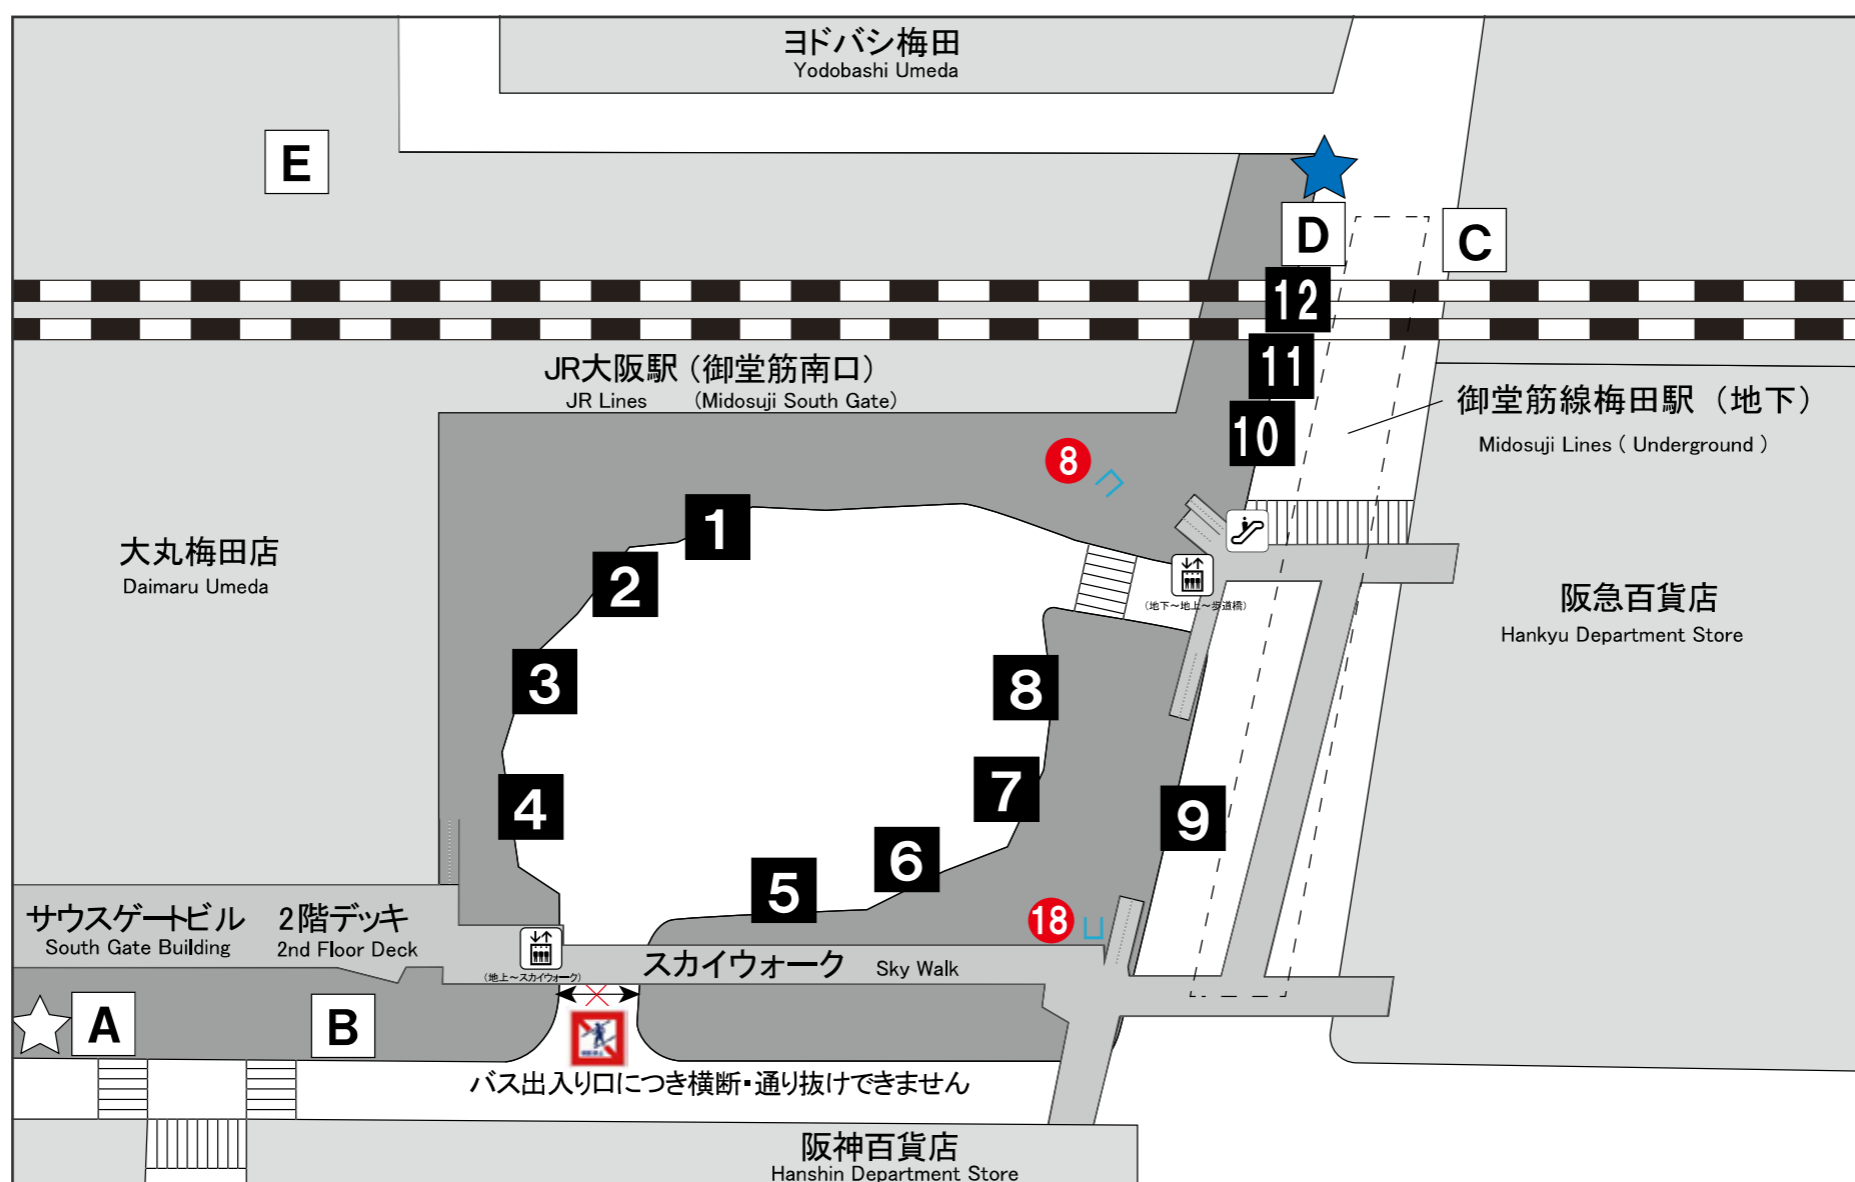 ヨドバシ梅田
Yodobashi Umeda
E
D
C
12
JR大阪駅（御堂筋南口）
JR Lines (Midosuji South Gate)
11
10
御堂筋線梅田駅（地下）
Midosuji Lines ( Underground )
8
1
2
大丸梅田店
Daimaru Umeda
(地下～地上～歩道橋)
阪急百貨店
Hankyu Department Store
3
8
4
7
9
6
5
18
サウスゲートビル 2階デッキ
South Gate Building 2nd Floor Deck
スカイウォーク Sky Walk
(地上～スカイウォーク)
A
B
バス出入り口につき横断・通り抜けできません
阪神百貨店
Hanshin Department Store